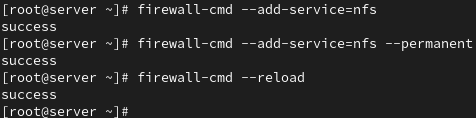 [root@server ~]# firewall-cmd --add-service=nfs
success
[root@server ~]# firewall-cmd --add-service=nfs --permanent
success
[root@server ~]# firewall-cmd --reload
success
[root@server ~]#